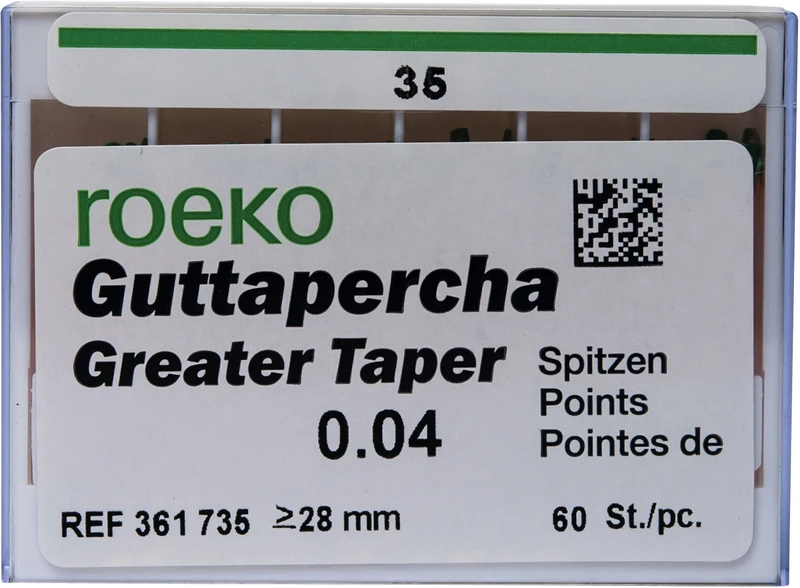 35
roeko
Guttapercha
Greater Taper
0.04
Spitzen
Points
Pointes de
REF 361 735 ≥28 mm
60 St./pc.